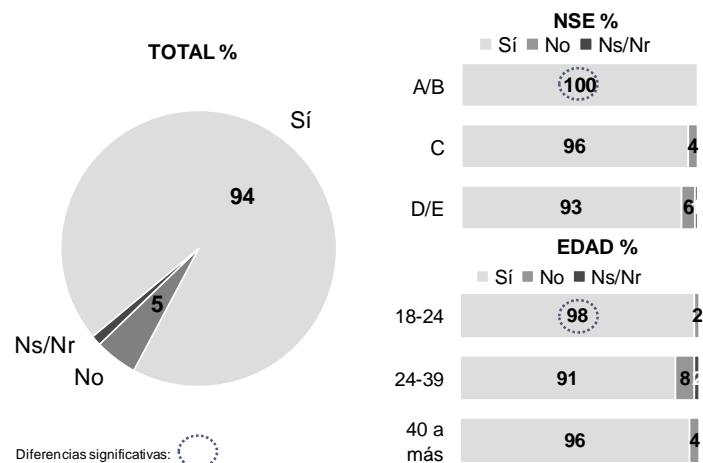 TOTAL %
Sí
94
5
Ns/Nr
No
Diferencias significativas:
NSE %
Sí No Ns/Nr
A/B 100
C 96 4
D/E 93 6
EDAD %
Sí No Ns/Nr
18-24 98 2
24-39 91 8
40 a
más
96 4